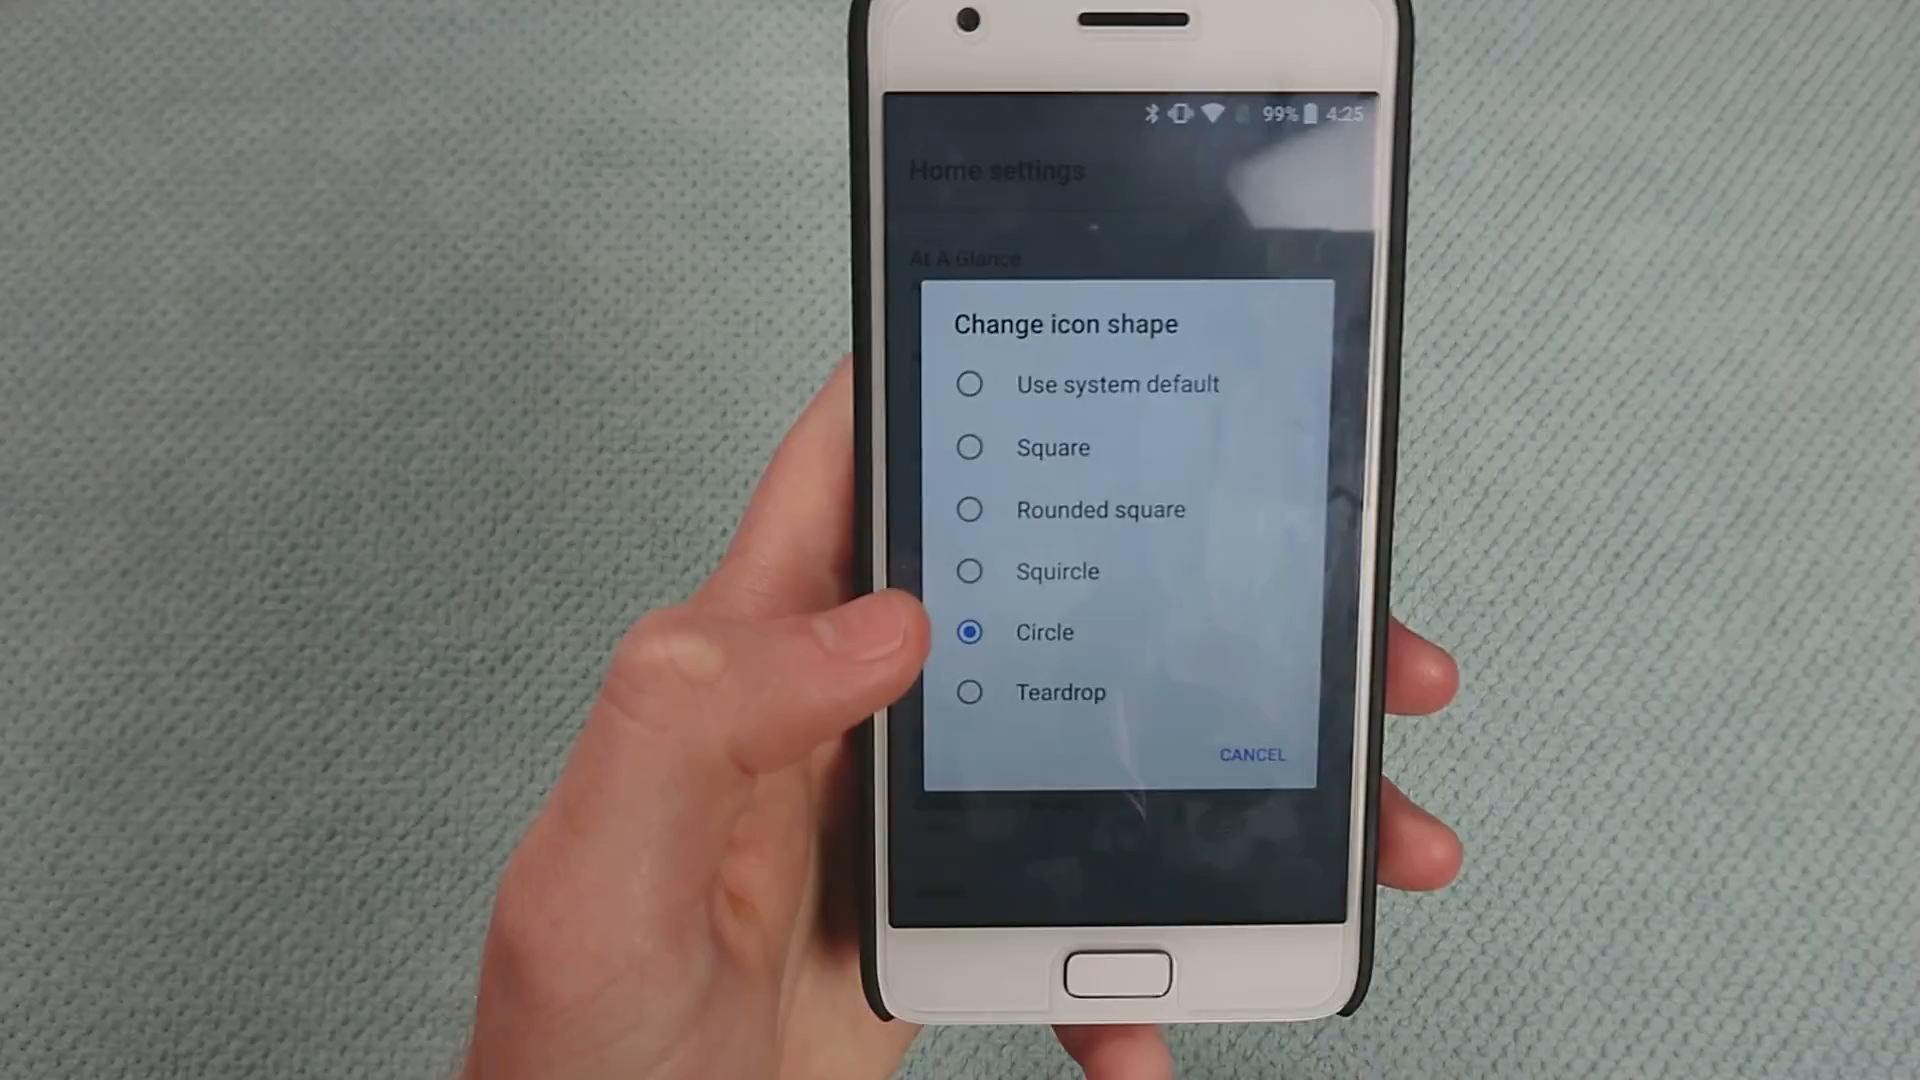 99% 4:25
Home settings
At A Glance
Change icon shape
Use system default
Square
Rounded square
Squircle
Circle
Teardrop
CANCEL